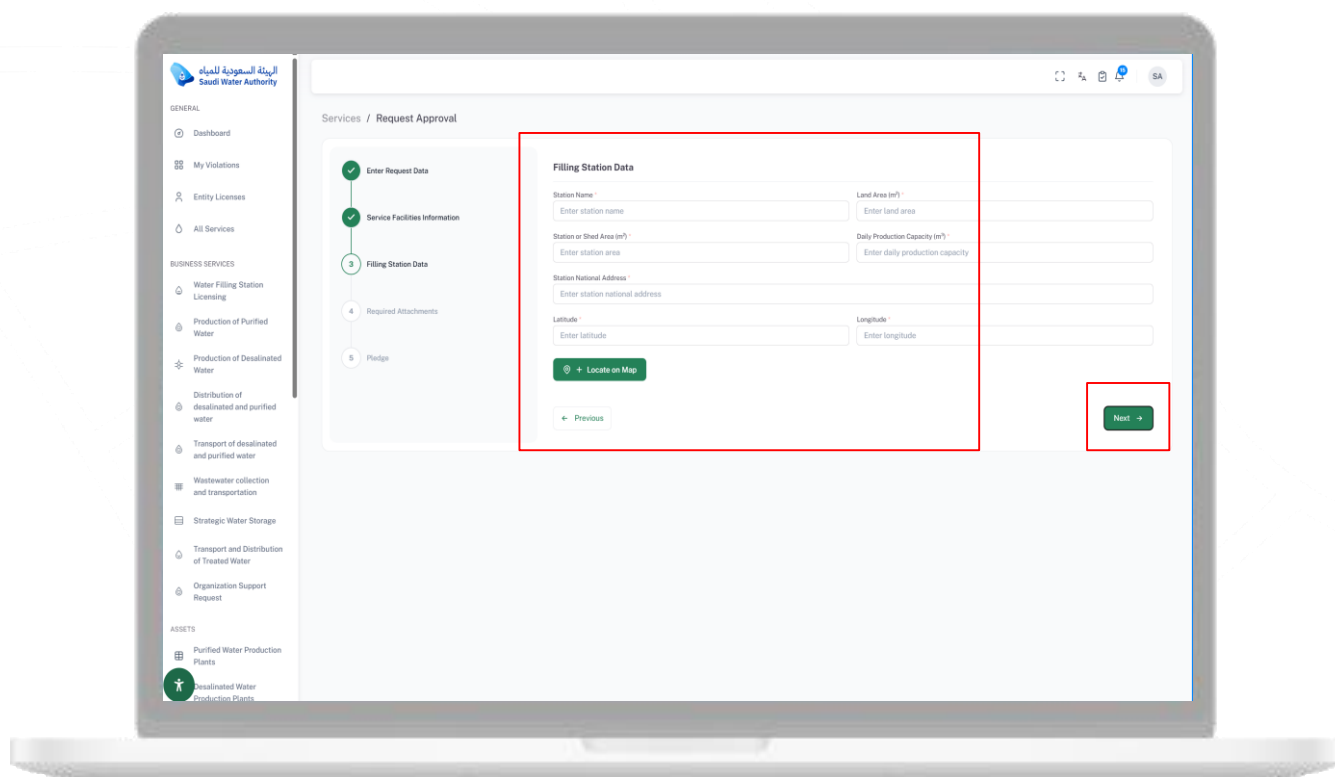 الهيئة السعودية للمياه
Saudi Water Authority
GENERAL
Dashboard
My Violations
Entity Licenses
All Services
BUSINESS SERVICES
Water Filling Station
Licensing
Production of Purified
Water
Production of Desalinated
Water
Distribution of
desalinated and purified
water
Transport of desalinated
and purified water
Wastewater collection
and transportation
Strategic Water Storage
Transport and Distribution
of Treated Water
Organization Support
Request
ASSETS
Purified Water Production
Plants
Desalinated Water
Production Plants
SA
Services / Request Approval
Enter Request Data
Service Facilities Information
3 Filling Station Data
4 Required Attachments
5 Pledge
Filling Station Data
Station Name *
Enter station name
Land Area (m²) *
Enter land area
Station or Shed Area (m²) *
Enter station area
Daily Production Capacity (m³) *
Enter daily production capacity
Station National Address *
Enter station national address
Latitude *
Enter latitude
Longitude *
Enter longitude
+ Locate on Map
← Previous
Next →